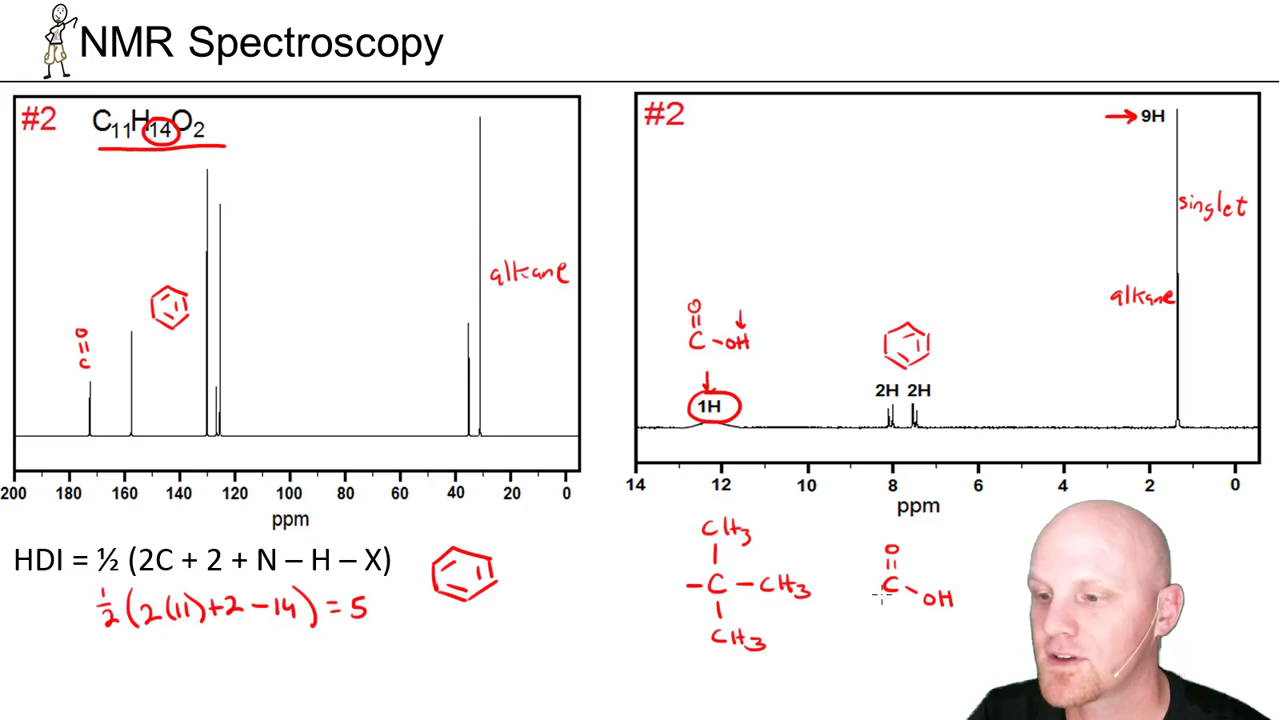 NMR Spectroscopy
#2
C11H14O2
alkane
O
C
200 180 160 140 120 100 80 60 40 20 0
ppm
HDI = ½ (2C + 2 + N – H – X)
½(2(11)+2-14) = 5
#2
→ 9H
singlet
alkane
O
C-OH
1H
2H 2H
14 12 10 8 6 4 2 0
ppm
CH3
-C-CH3
CH3
O
C
OH